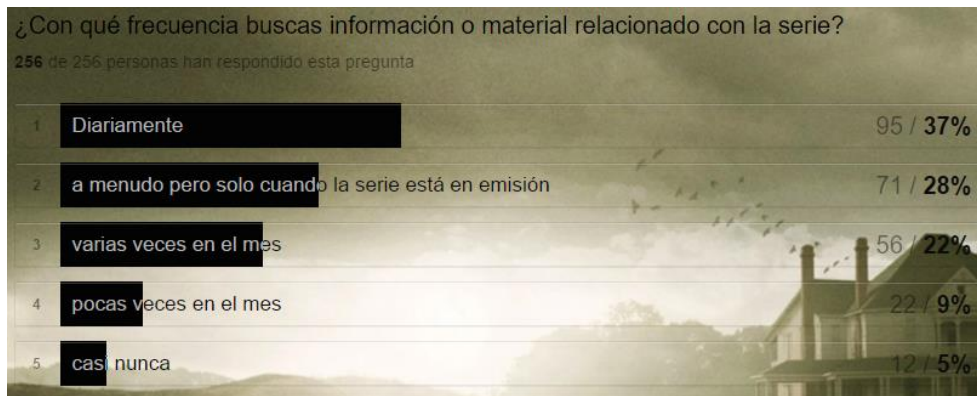 ¿Con qué frecuencia buscas información o material relacionado con la serie?
256 de 256 personas han respondido esta pregunta
1 Diariamente 95 / 37%
2 a menudo pero solo cuando la serie está en emisión 71 / 28%
3 varias veces en el mes 56 / 22%
4 pocas veces en el mes 22 / 9%
5 casi nunca 12 / 5%